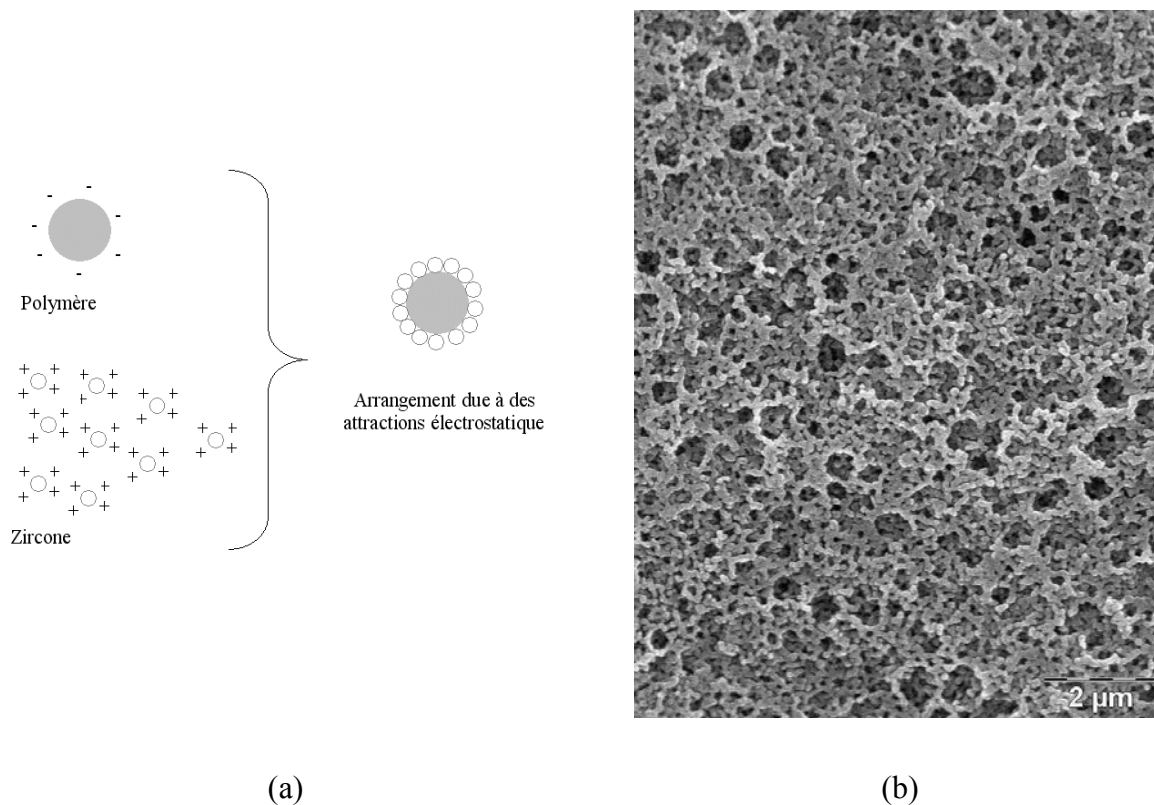 Polymère
Zircone
Arrangement due à des
attractions électrostatique
2 µm
(a)
(b)